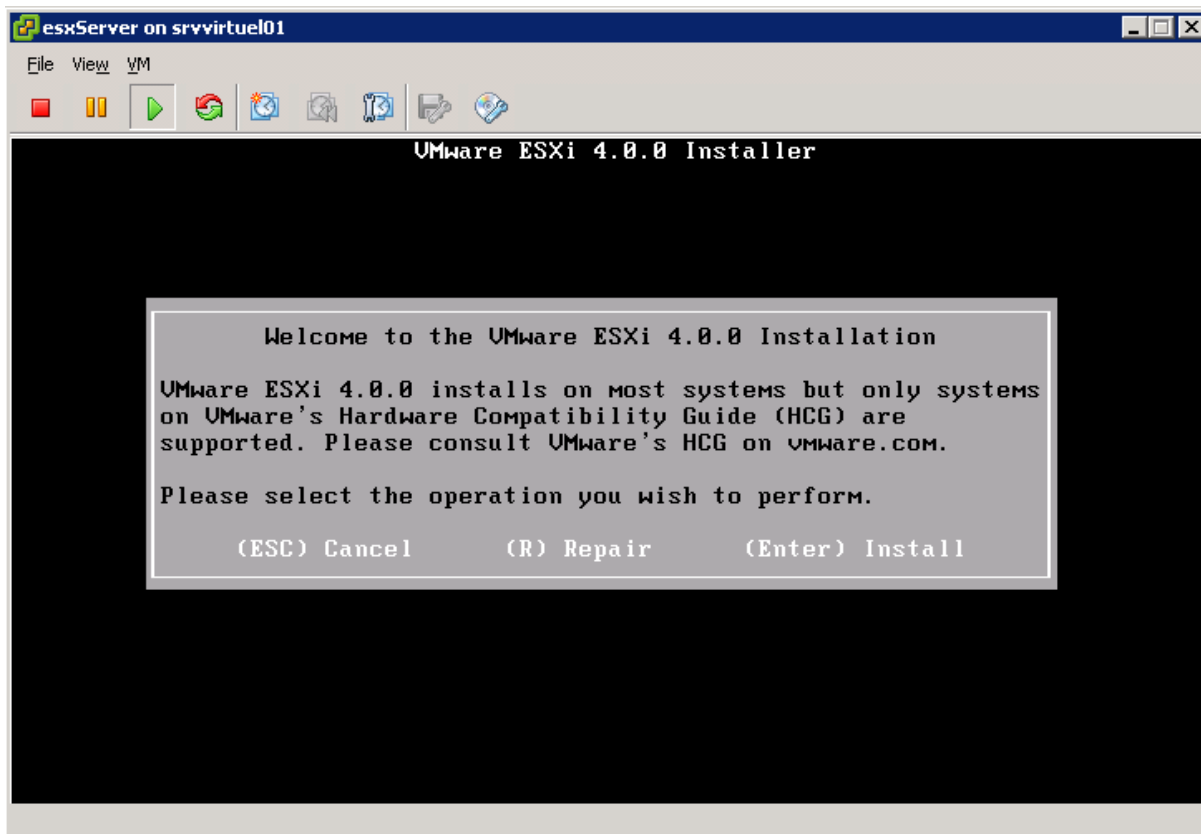 esxServer on srvvirtuel01
File View VM
VMware ESXi 4.0.0 Installer
Welcome to the VMware ESXi 4.0.0 Installation
VMware ESXi 4.0.0 installs on most systems but only systems
on VMware's Hardware Compatibility Guide (HCG) are
supported. Please consult VMware's HCG on vmware.com.
Please select the operation you wish to perform.
(ESC) Cancel (R) Repair (Enter) Install